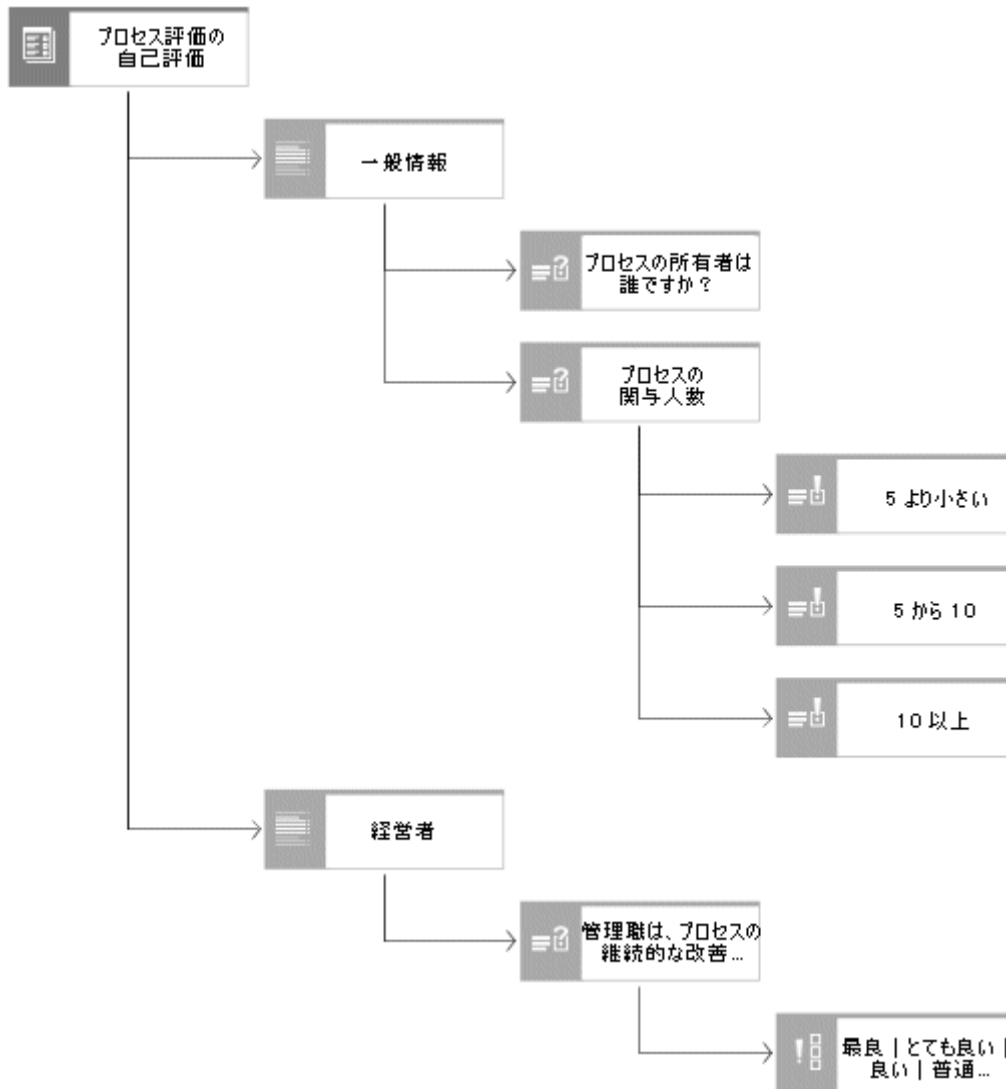 プロセス評価の
自己評価
一般情報
プロセスの所有者は
誰ですか？
プロセスの
関与人数
5 より小さい
5 から 10
10 以上
経営者
管理職は、プロセスの
継続的な改善...
最良 | とても良い |
良い | 普通...